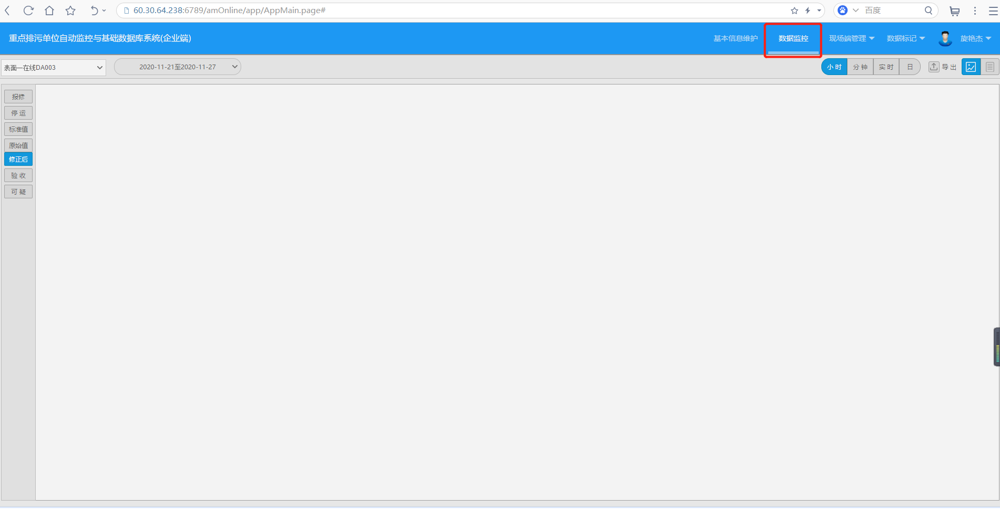 60.30.64.238:6789/amOnline/app/AppMain.page#
百度
重点排污单位自动监控与基础数据库系统(企业端)
基本信息维护
数据监控
现场端管理
数据标记
旋艳杰
表面一在线DA003
2020-11-21至2020-11-27
小时
分钟
实时
日
导出
报修
停运
标准值
原始值
修正后
验收
可疑